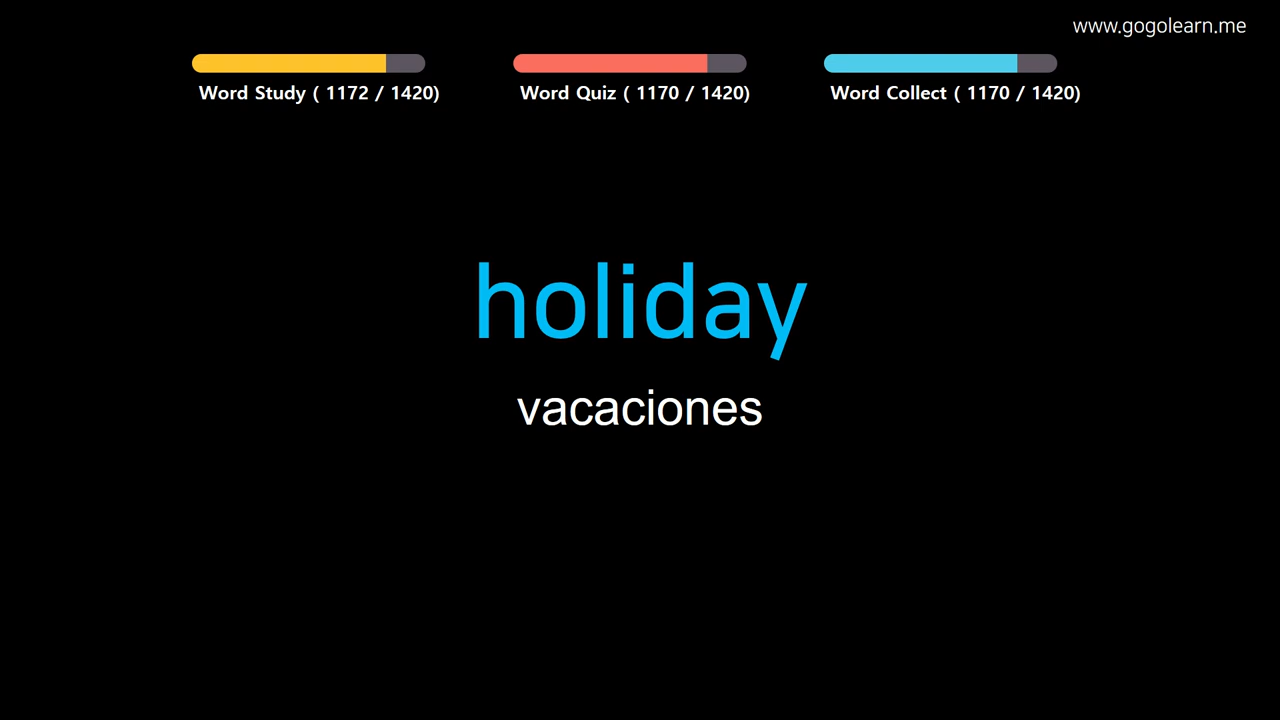 www.gogolearn.me
Word Study ( 1172 / 1420)
Word Quiz ( 1170 / 1420)
Word Collect ( 1170 / 1420)
holiday
vacaciones